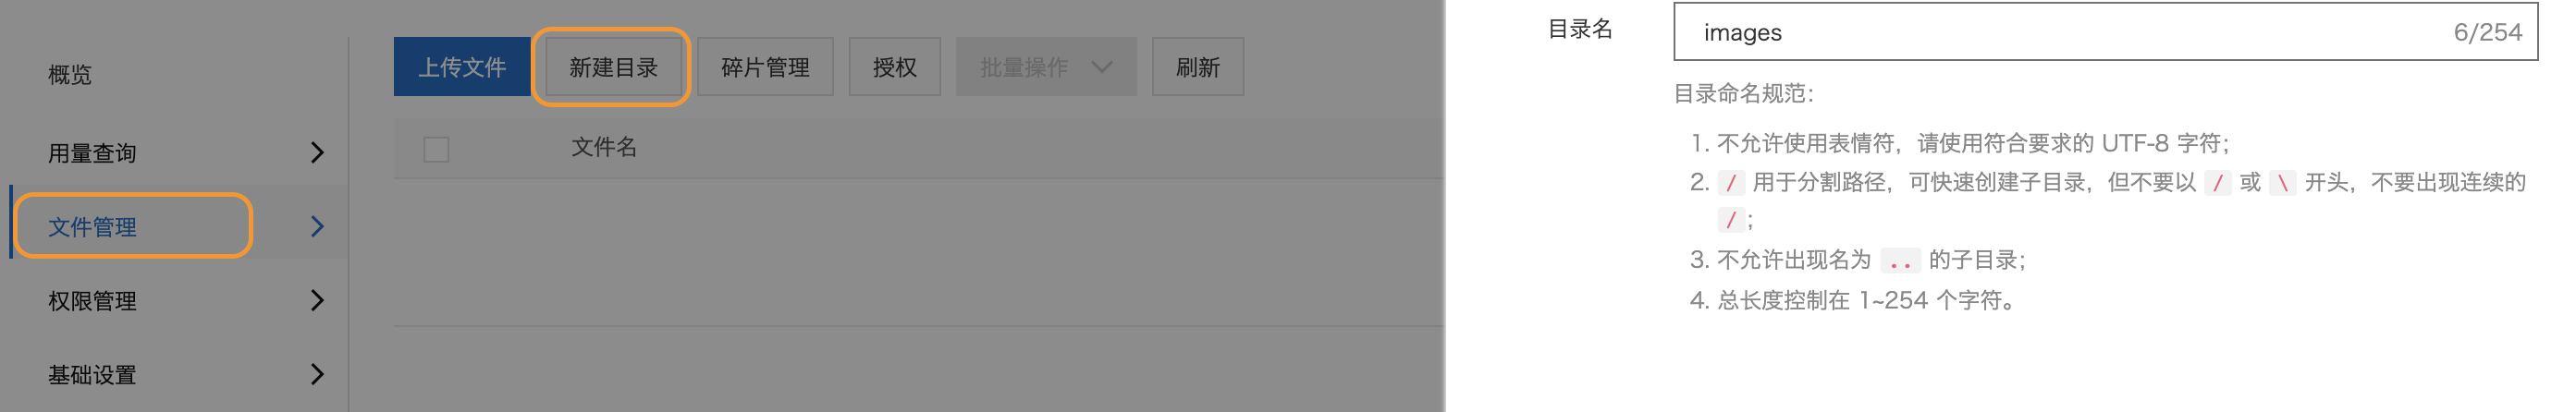 概览
用量查询
文件管理
权限管理
基础设置
上传文件 新建目录 碎片管理 授权 批量操作 刷新
文件名
目录名 images 6/254
目录命名规范：
1. 不允许使用表情符，请使用符合要求的 UTF-8 字符；
2. / 用于分割路径，可快速创建子目录，但不要以 / 或 \ 开头，不要出现连续的
/ ；
3. 不允许出现名为 .. 的子目录；
4. 总长度控制在 1~254 个字符。